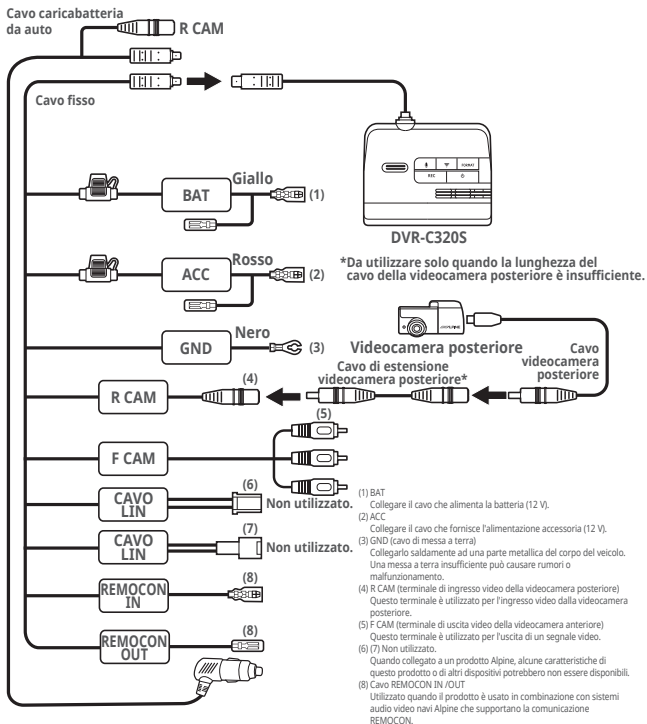 Cavo caricabatteria
da auto
R CAM
Cavo fisso
FORMAT
REC
DVR-C320S
Giallo
BAT
(1)
*Da utilizzare solo quando la lunghezza del
cavo della videocamera posteriore è insufficiente.
Rosso
ACC
(2)
Nero
GND
(3)
ALPINE
Videocamera posteriore
Cavo
videocamera
posteriore
Cavo di estensione
videocamera posteriore*
R CAM
(4)
(5)
F CAM
CAVO
LIN
(6)
Non utilizzato.
CAVO
LIN
(7)
Non utilizzato.
REMOCON
IN
(8)
REMOCON
OUT
(8)
(1) BAT
Collegare il cavo che alimenta la batteria (12 V).
(2) ACC
Collegare il cavo che fornisce l'alimentazione accessoria (12 V).
(3) GND (cavo di messa a terra)
Collegarlo saldamente ad una parte metallica del corpo del veicolo.
Una messa a terra insufficiente può causare rumori o
malfunzionamento.
(4) R CAM (terminale di ingresso video della videocamera posteriore)
Questo terminale è utilizzato per l'ingresso video dalla videocamera
posteriore.
(5) F CAM (terminale di uscita video della videocamera anteriore)
Questo terminale è utilizzato per l'uscita di un segnale video.
(6) (7) Non utilizzato.
Quando collegato a un prodotto Alpine, alcune caratteristiche di
questo prodotto o di altri dispositivi potrebbero non essere disponibili.
(8) Cavo REMOCON IN /OUT
Utilizzato quando il prodotto è usato in combinazione con sistemi
audio video navi Alpine che supportano la comunicazione
REMOCON.